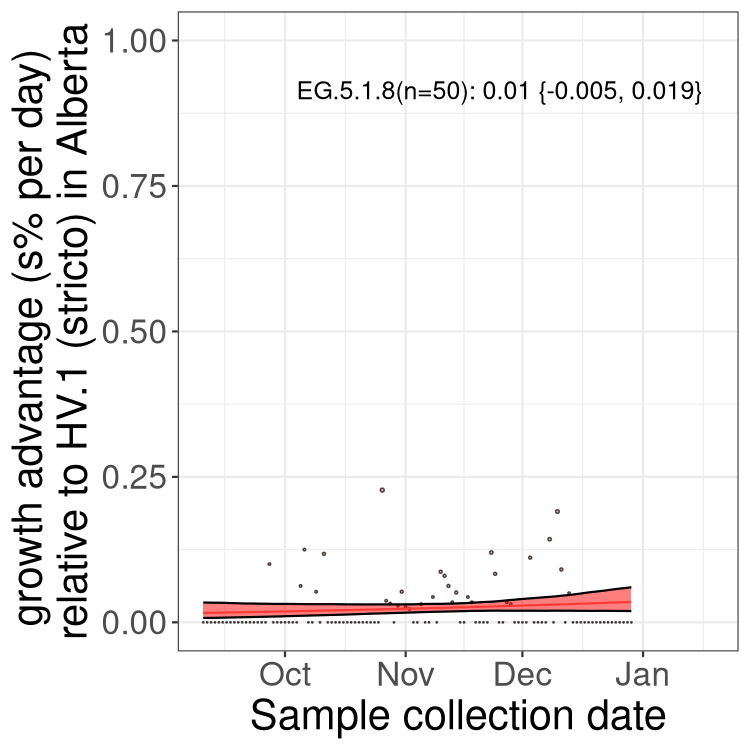 growth advantage (s% per day)
relative to HV.1 (stricto) in Alberta
1.00
0.75
0.50
0.25
0.00
EG.5.1.8(n=50): 0.01 {-0.005, 0.019}
Oct Nov Dec Jan
Sample collection date